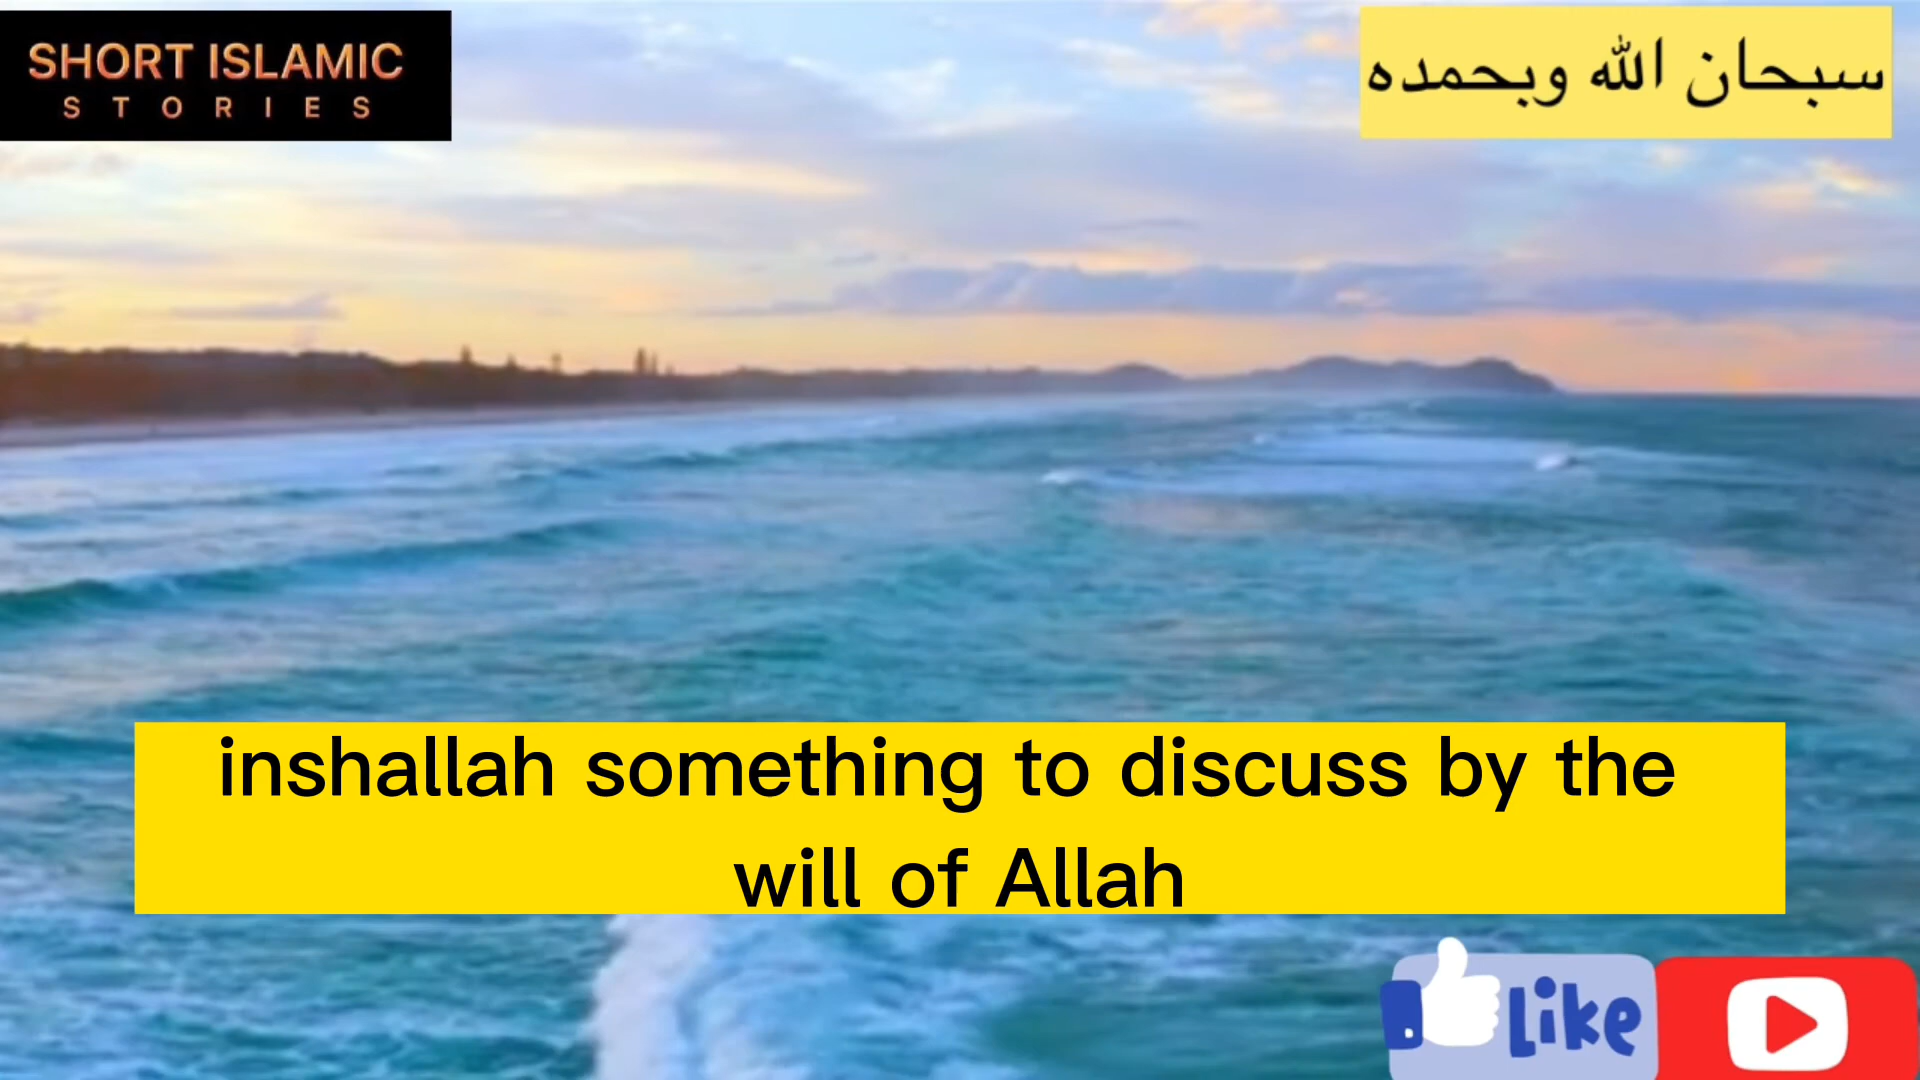 SHORT ISLAMIC
STORIES
سبحان الله وبحمده
inshallah something to discuss by the
will of Allah
Like